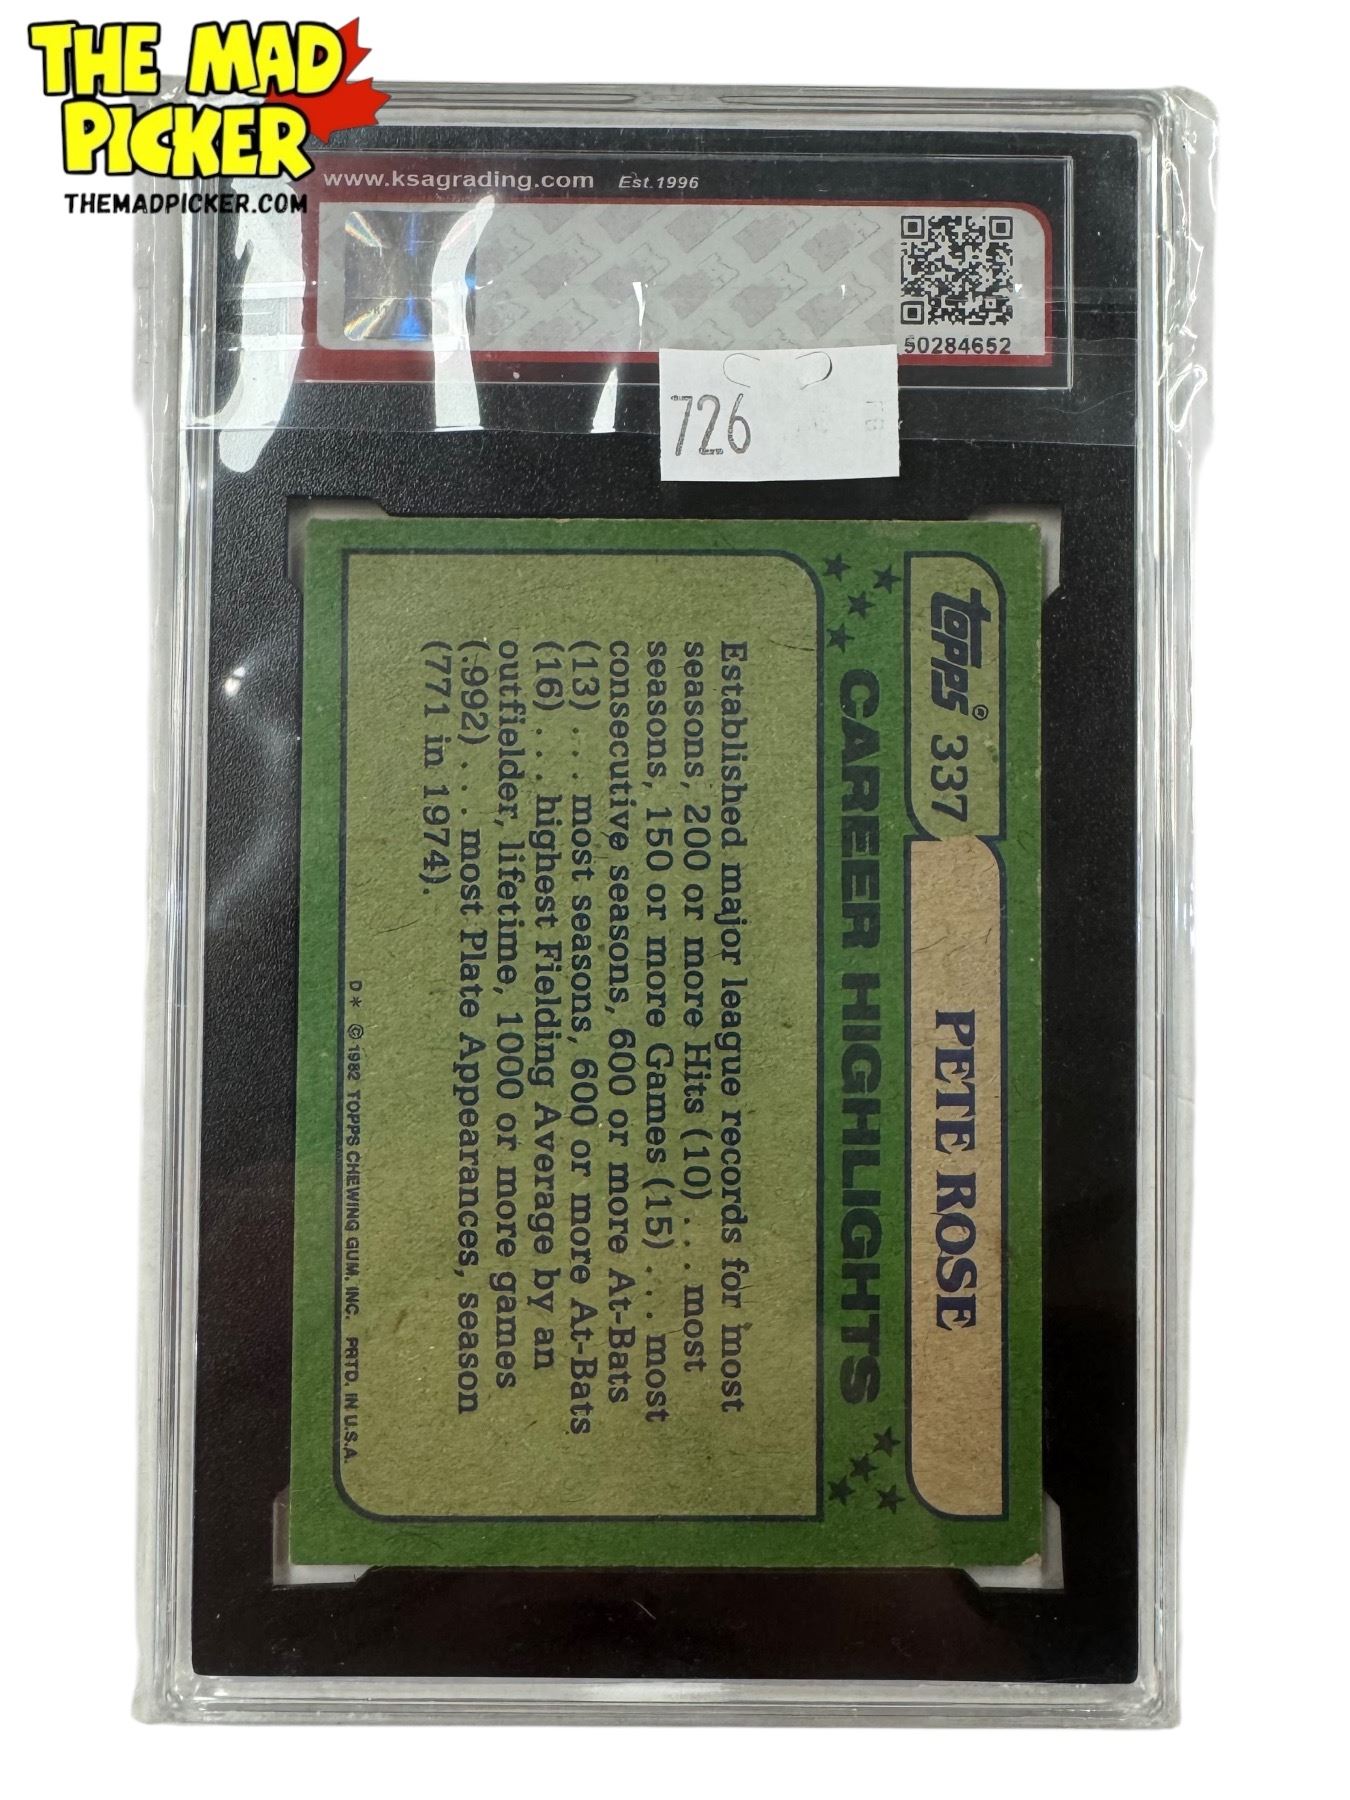 THE MAD
PICKER
THEMADPICKER.COM
www.ksagrading.com Est.1996
50284652
726
topps® 337 PETE ROSE
CAREER HIGHLIGHTS
Established major league records for most
seasons, 200 or more Hits (10) . . . most
seasons, 150 or more Games (15) . . . most
consecutive seasons, 600 or more At-Bats
(13) . . . most seasons, 600 or more At-Bats
(16) . . . highest Fielding Average by an
outfielder, lifetime, 1000 or more games
(.992) . . . most Plate Appearances, season
(771 in 1974).
D* © 1982 TOPPS CHEWING GUM, INC. PRTD. IN U.S.A.